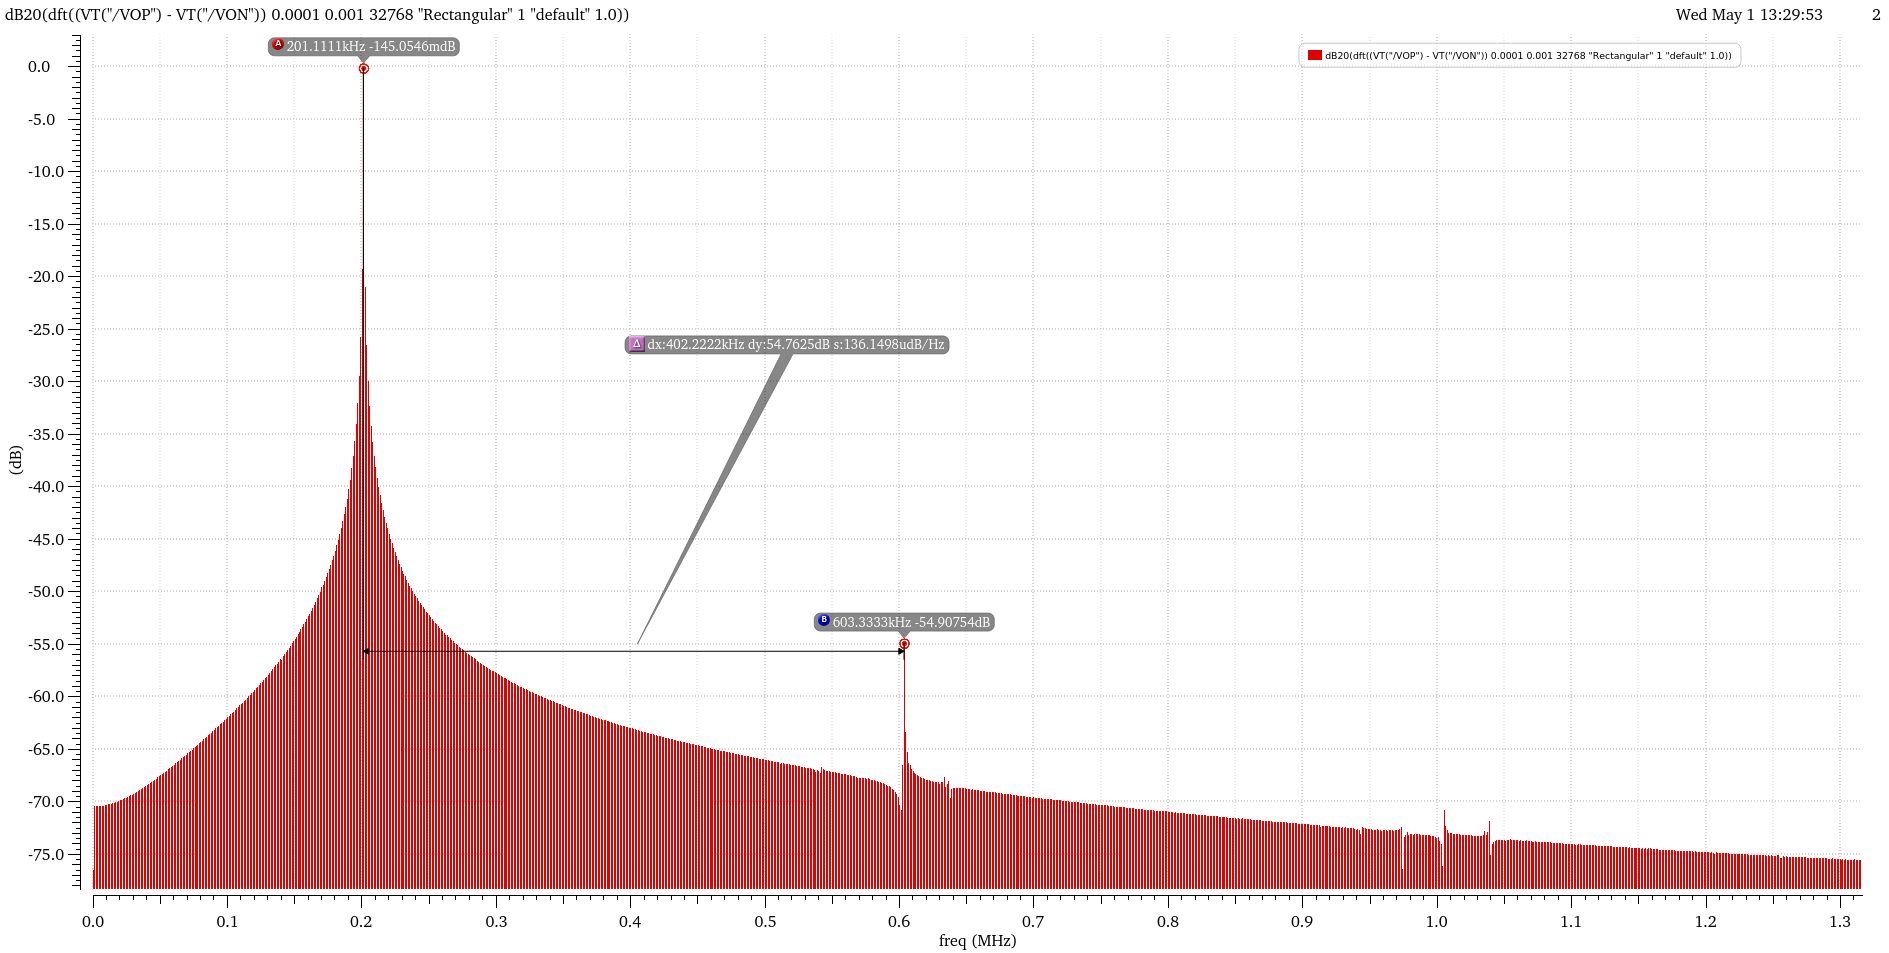 dB20(dft((VT("/VOP") - VT("/VON")) 0.0001 0.001 32768 "Rectangular" 1 "default" 1.0))
Wed May 1 13:29:53 2
A 201.1111kHz -145.0546mdB
dB20(dft((VT("/VOP") - VT("/VON")) 0.0001 0.001 32768 "Rectangular" 1 "default" 1.0))
0.0
-5.0
-10.0
-15.0
-20.0
-25.0
Δ dx:402.2222kHz dy:54.7625dB s:136.1498udB/Hz
-30.0
-35.0
-40.0
(dB)
-45.0
-50.0
B 603.3333kHz -54.90754dB
-55.0
-60.0
-65.0
-70.0
-75.0
0.0 0.1 0.2 0.3 0.4 0.5 0.6 0.7 0.8 0.9 1.0 1.1 1.2 1.3
freq (MHz)